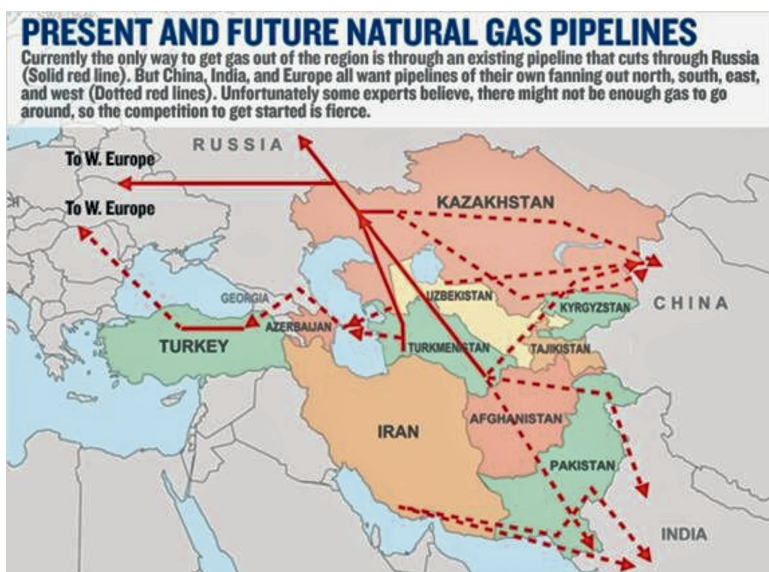 PRESENT AND FUTURE NATURAL GAS PIPELINES
Currently the only way to get gas out of the region is through an existing pipeline that cuts through Russia
(Solid red line). But China, India, and Europe all want pipelines of their own fanning out north, south, east,
and west (Dotted red lines). Unfortunately some experts believe, there might not be enough gas to go
around, so the competition to get started is fierce.
RUSSIA
To W. Europe
KAZAKHSTAN
To W. Europe
GEORGIA
UZBEKISTAN
KYRGYZSTAN
CHINA
AZERBAIJAN
TURKEY
TURKMENISTAN
TAJIKISTAN
AFGHANISTAN
IRAN
PAKISTAN
INDIA